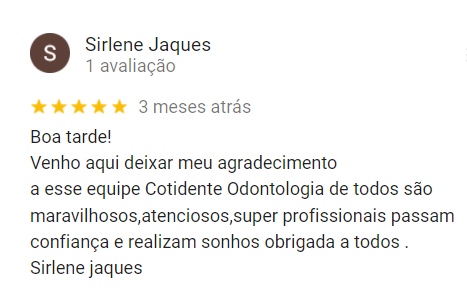 S
Sirlene Jaques
1 avaliação
3 meses atrás
Boa tarde!
Venho aqui deixar meu agradecimento
a esse equipe Cotidente Odontologia de todos são
maravilhosos,atenciosos,super profissionais passam
confiança e realizam sonhos obrigada a todos .
Sirlene jaques